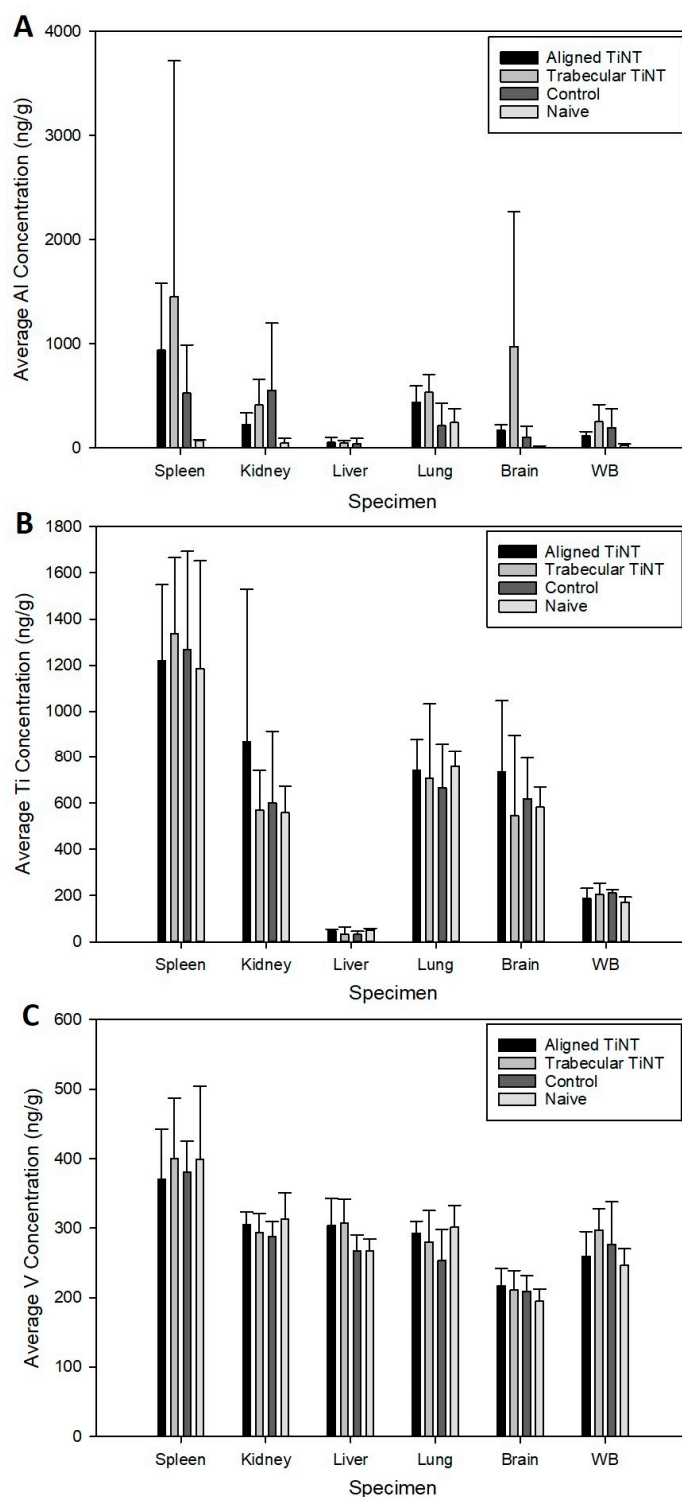 A
4000
3000
2000
1000
0
Average Al Concentration (ng/g)
Aligned TiNT
Trabecular TiNT
Control
Naive
Spleen Kidney Liver Lung Brain WB
Specimen
B
1800
1600
1400
1200
1000
800
600
400
200
0
Average Ti Concentration (ng/g)
Aligned TiNT
Trabecular TiNT
Control
Naive
Spleen Kidney Liver Lung Brain WB
Specimen
C
600
500
400
300
200
100
0
Average V Concentration (ng/g)
Aligned TiNT
Trabecular TiNT
Control
Naive
Spleen Kidney Liver Lung Brain WB
Specimen